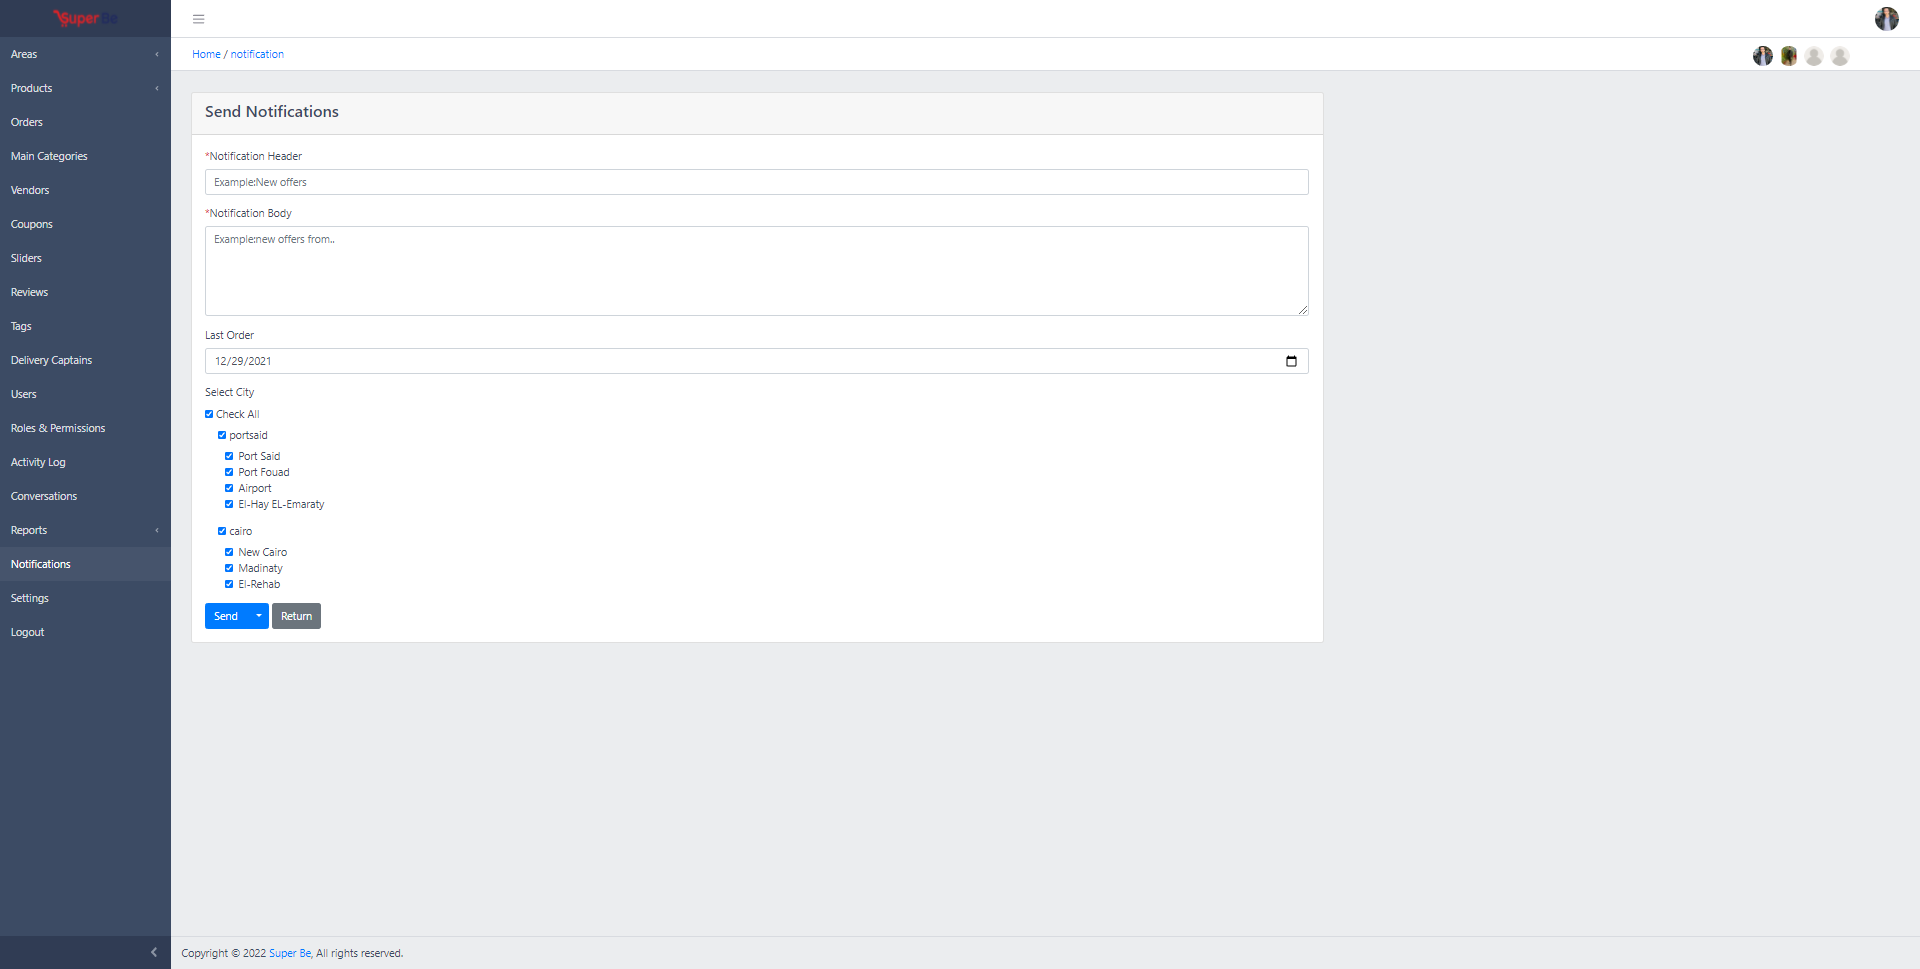 Super Be
Areas
Products
Orders
Main Categories
Vendors
Coupons
Sliders
Reviews
Tags
Delivery Captains
Users
Roles & Permissions
Activity Log
Conversations
Reports
Notifications
Settings
Logout
Home / notification
Send Notifications
*Notification Header
Example:New offers
*Notification Body
Example:new offers from..
Last Order
12/29/2021
Select City
Check All
portsaid
Port Said
Port Fouad
Airport
El-Hay EL-Emaraty
cairo
New Cairo
Madinaty
El-Rehab
Send
Return
Copyright © 2022 Super Be, All rights reserved.